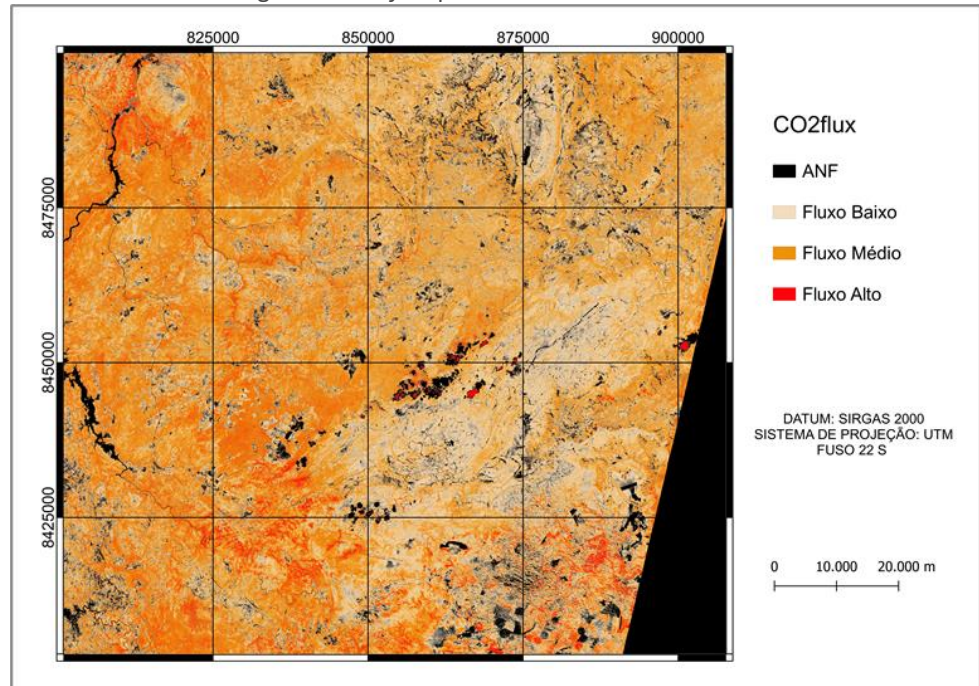 825000 850000 875000 900000
8475000
8450000
8425000
CO2flux
ANF
Fluxo Baixo
Fluxo Médio
Fluxo Alto
DATUM: SIRGAS 2000
SISTEMA DE PROJEÇÃO: UTM
FUSO 22 S
0 10.000 20.000 m